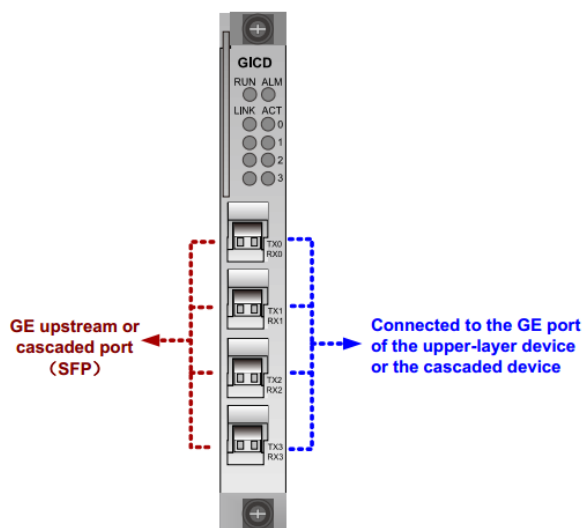 GICD
RUN ALM
LINK ACT
0
1
2
3
TX0
RX0
TX1
RX1
TX2
RX2
TX3
RX3
GE upstream or
cascaded port
（SFP）
Connected to the GE port
of the upper-layer device
or the cascaded device